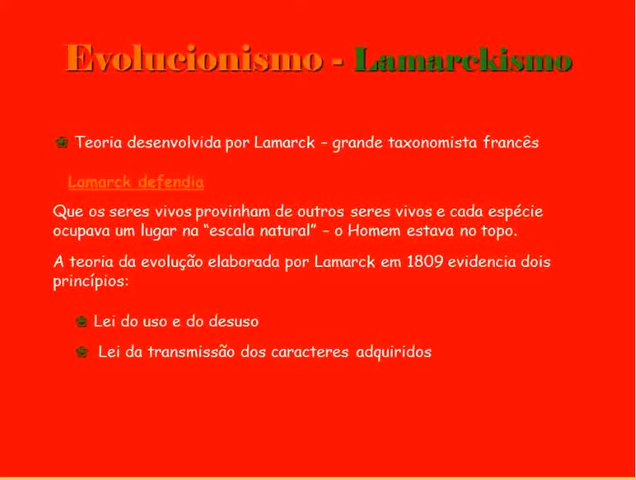 Evolucionismo - Lamarckismo
Teoria desenvolvida por Lamarck – grande taxonomista francês
Lamarck defendia
Que os seres vivos provinham de outros seres vivos e cada espécie
ocupava um lugar na “escala natural” – o Homem estava no topo.
A teoria da evolução elaborada por Lamarck em 1809 evidencia dois
princípios:
Lei do uso e do desuso
Lei da transmissão dos caracteres adquiridos